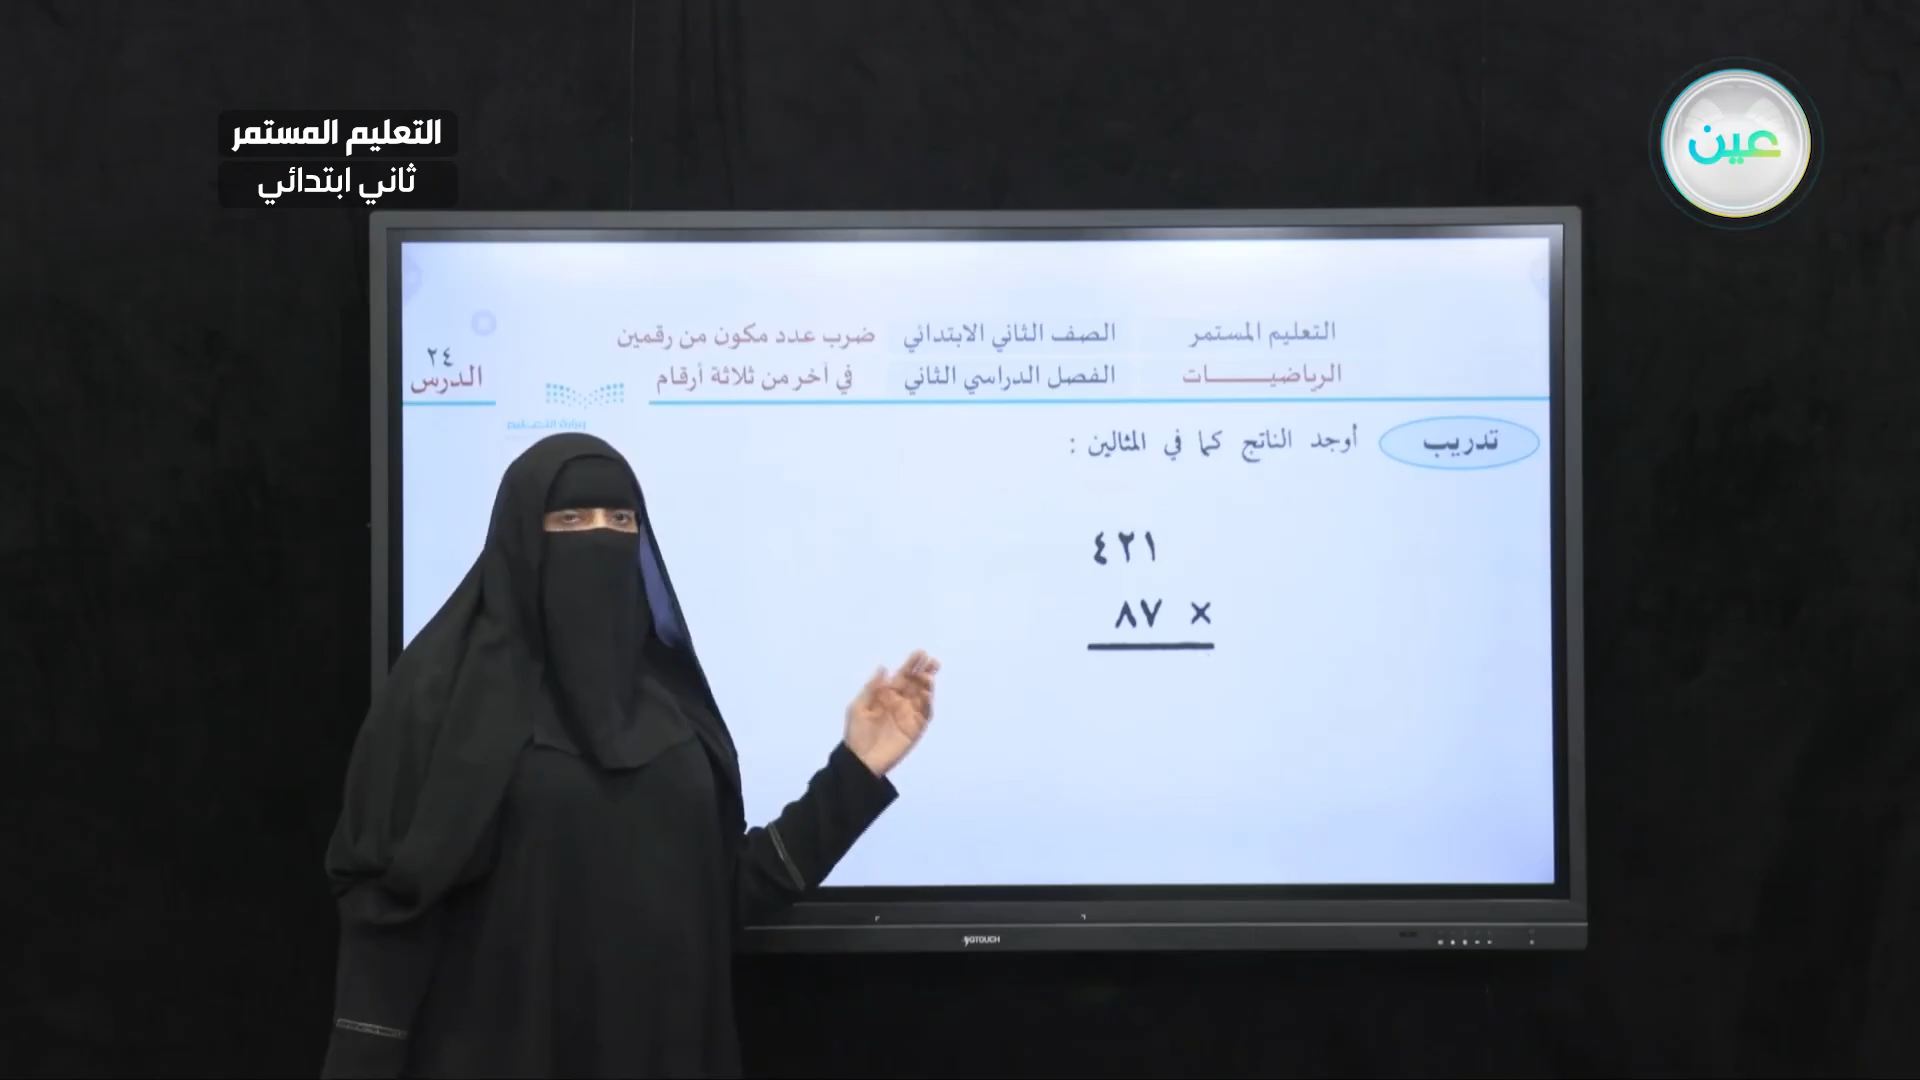 التعليم المستمر
ثاني ابتدائي
عين
التعليم المستمر
الرياضيـــــــات
الصف الثاني الابتدائي
الفصل الدراسي الثاني
ضرب عدد مكون من رقمين
في آخر من ثلاثة أرقام
٢٤
الدرس
وزارة التعليم
تدريب
أوجد الناتج كما في المثالين :
٤٢١
٨٧ ×